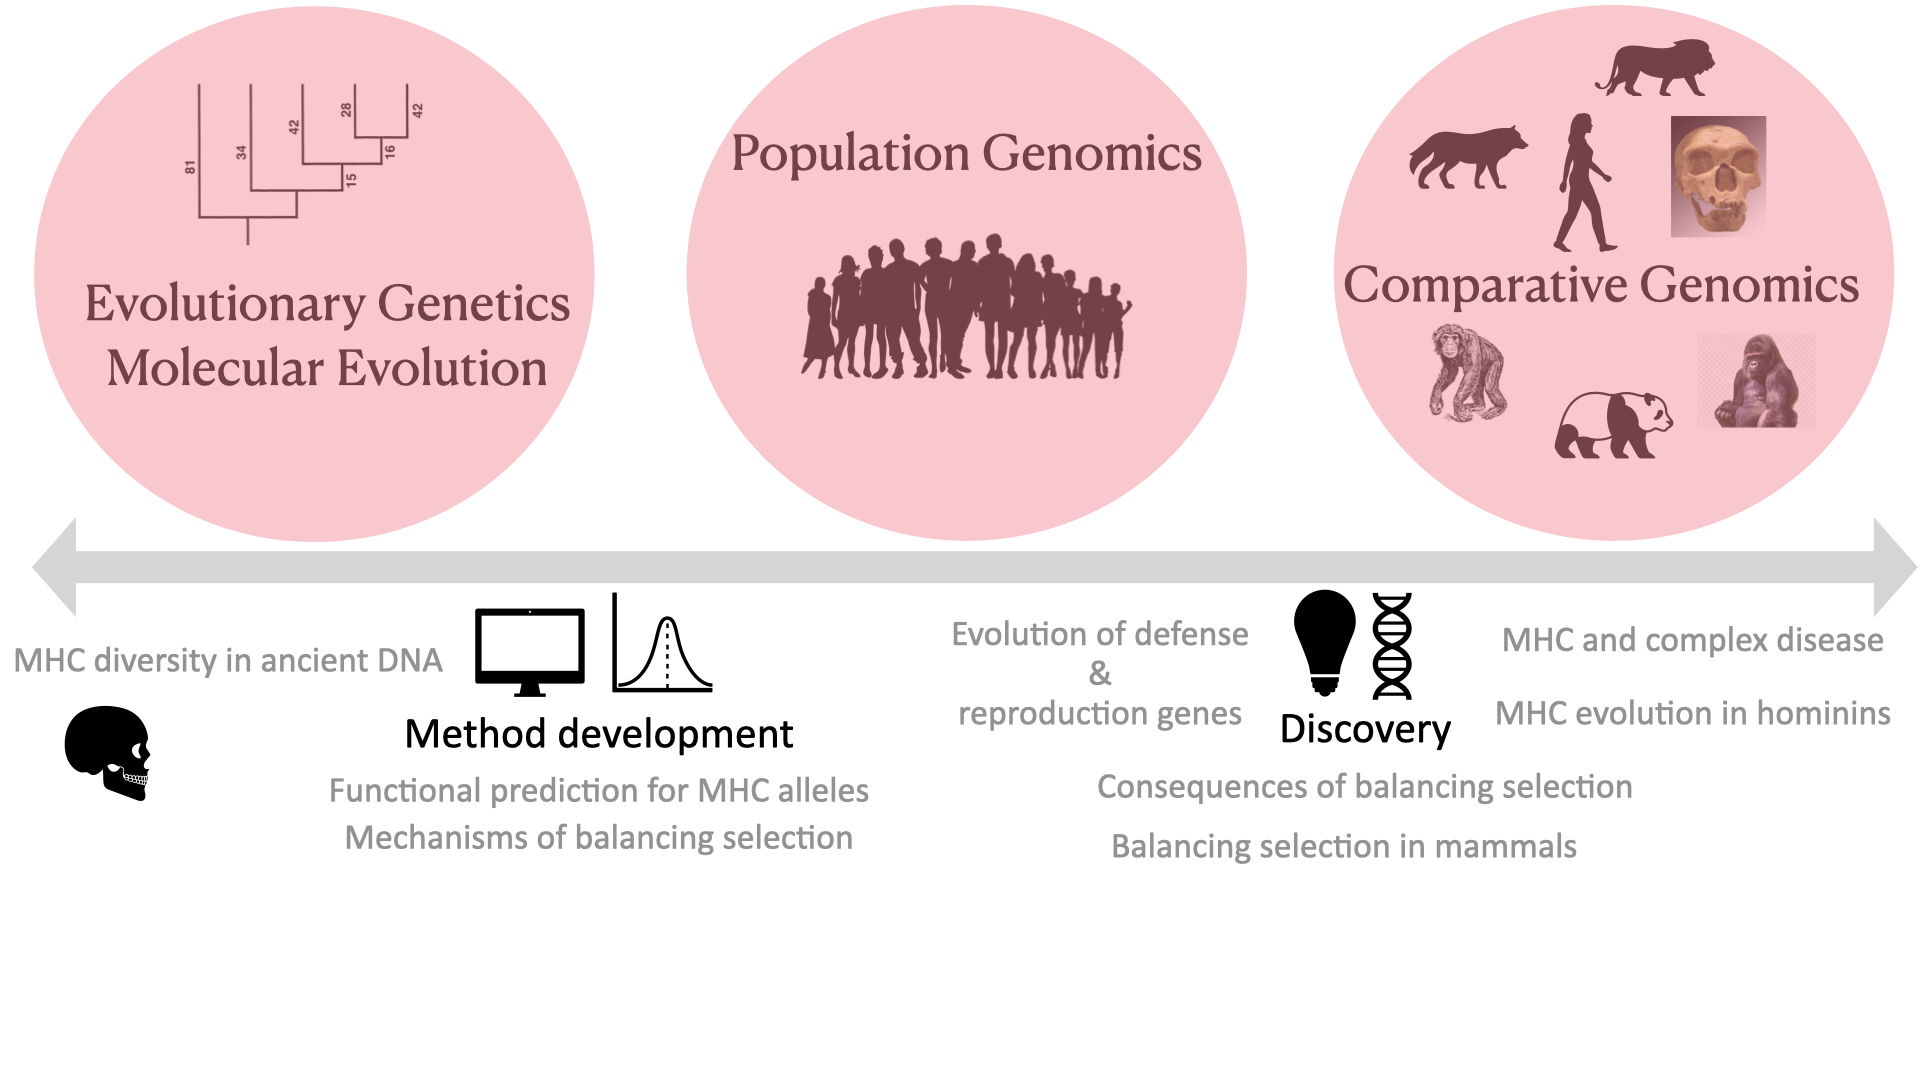 81
34
42
28
42
16
15
Evolutionary Genetics
Molecular Evolution
Population Genomics
Comparative Genomics
MHC diversity in ancient DNA
Method development
Functional prediction for MHC alleles
Mechanisms of balancing selection
Evolution of defense
&
reproduction genes
Discovery
MHC and complex disease
MHC evolution in hominins
Consequences of balancing selection
Balancing selection in mammals